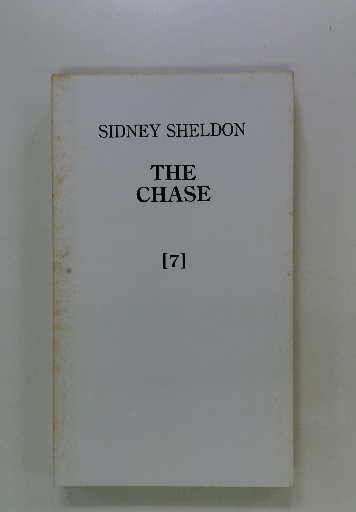 SIDNEY SHELDON
THE
CHASE
[7]